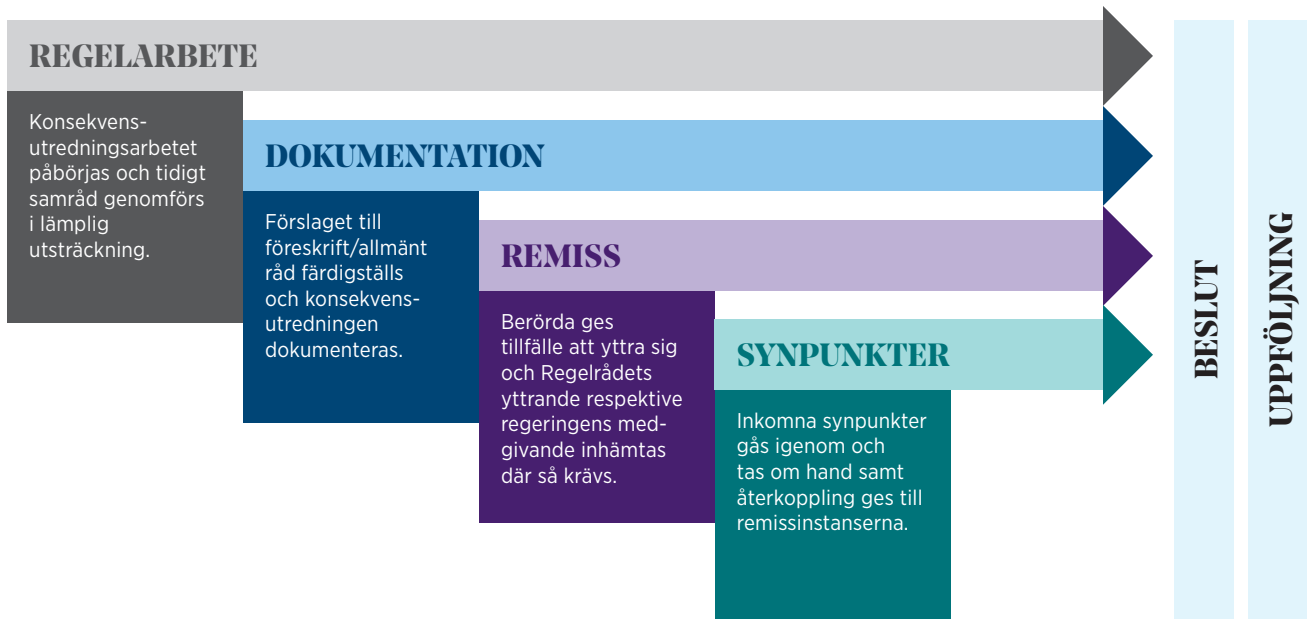 REGELARBETE
Konsekvens-
utredningsarbetet
påbörjas och tidigt
samråd genomförs
i lämplig
utsträckning.
DOKUMENTATION
Förslaget till
föreskrift/allmänt
råd färdigställs
och konsekvens-
utredningen
dokumenteras.
REMISS
Berörda ges
tillfälle att yttra sig
och Regelrådets
yttrande respektive
regeringens med-
givande inhämtas
där så krävs.
SYNPUNKTER
Inkomna synpunkter
gås igenom och
tas om hand samt
återkoppling ges till
remissinstanserna.
BESLUT
UPPFÖLJNING